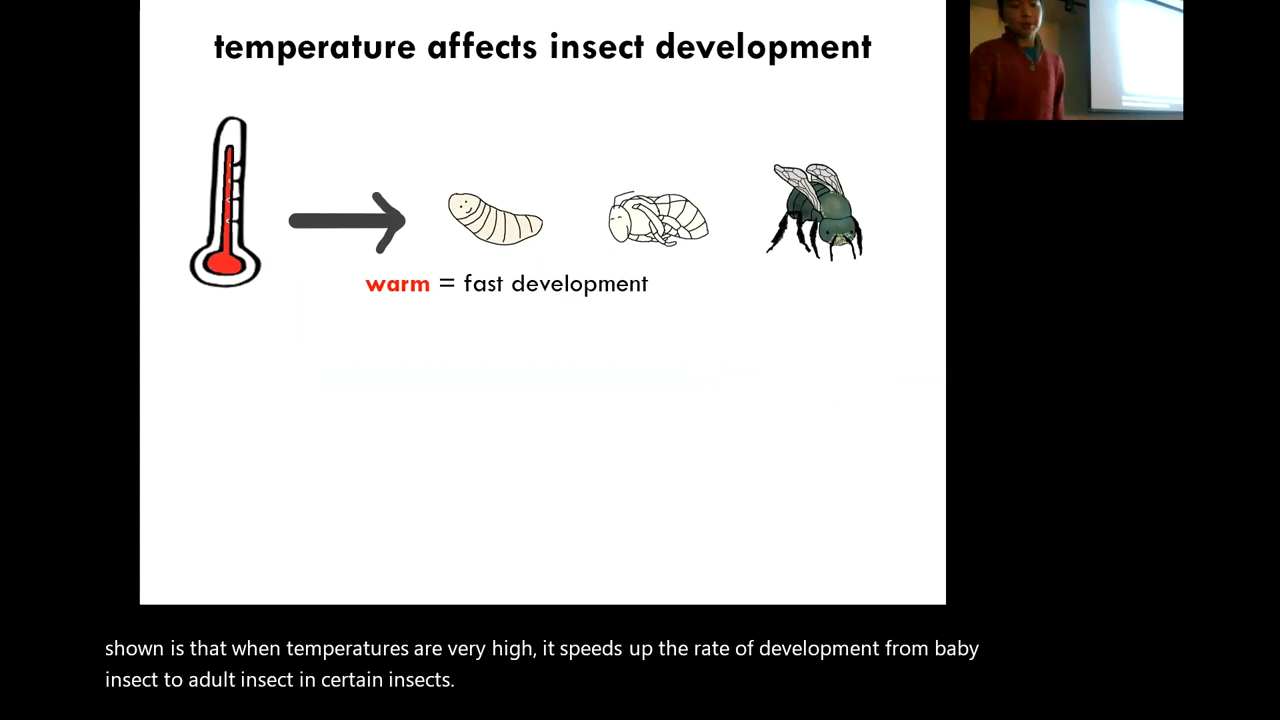 temperature affects insect development
warm = fast development
shown is that when temperatures are very high, it speeds up the rate of development from baby
insect to adult insect in certain insects.